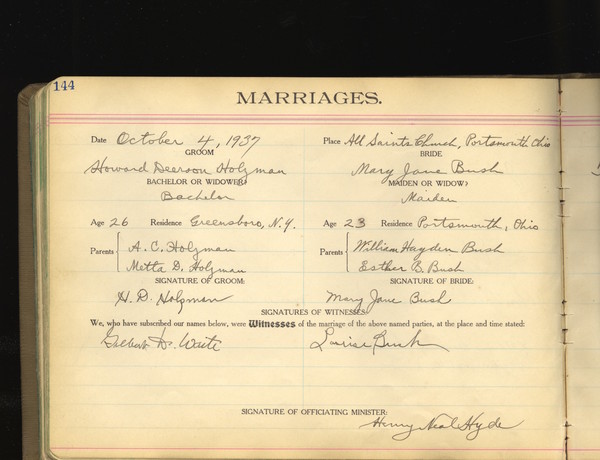 144
MARRIAGES.
Date October 4, 1937 Place All Saints Church, Portsmouth Ohio
GROOM BRIDE
Howard Deerson Holzman Mary Jane Bush
BACHELOR OR WIDOWER? MAIDEN OR WIDOW?
Bachelor Maiden
Age 26 Residence Greensboro, N.Y. Age 23 Residence Portsmouth, Ohio
Parents A. C. Holzman Parents William Hayden Bush
Metta D. Holzman Esther B. Bush
SIGNATURE OF GROOM: SIGNATURE OF BRIDE:
H. D. Holzman Mary Jane Bush
SIGNATURES OF WITNESSES:
We, who have subscribed our names below, were Witnesses of the marriage of the above named parties, at the place and time stated:
Waite Louise Bush
SIGNATURE OF OFFICIATING MINISTER:
Henry Neal Hyde